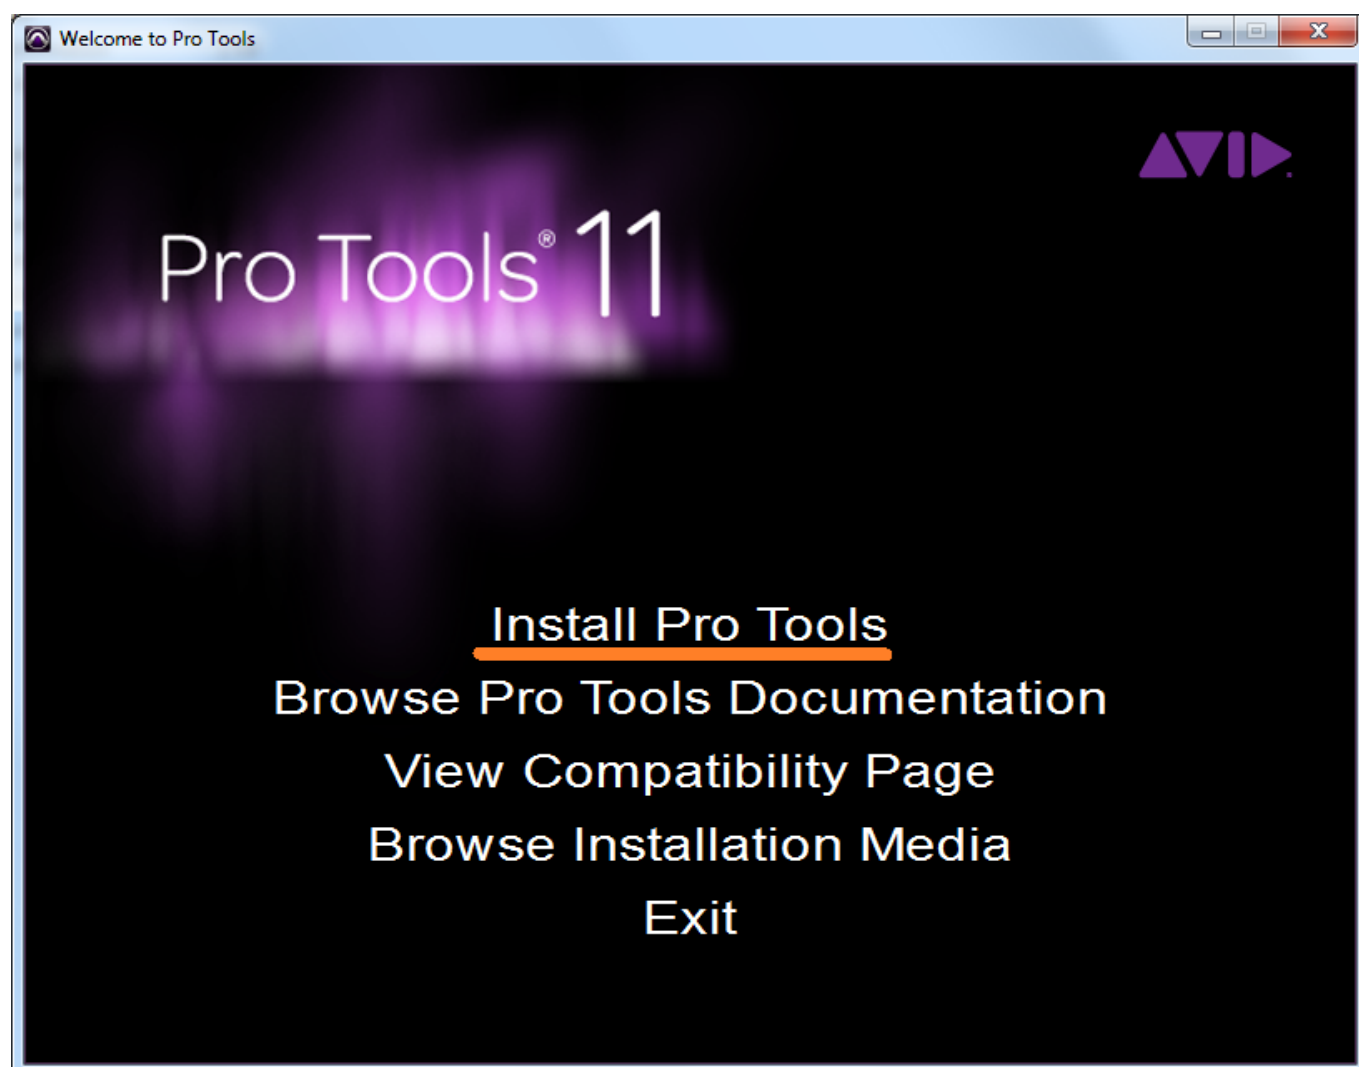 Welcome to Pro Tools
AVID
Pro Tools® 11
Install Pro Tools
Browse Pro Tools Documentation
View Compatibility Page
Browse Installation Media
Exit